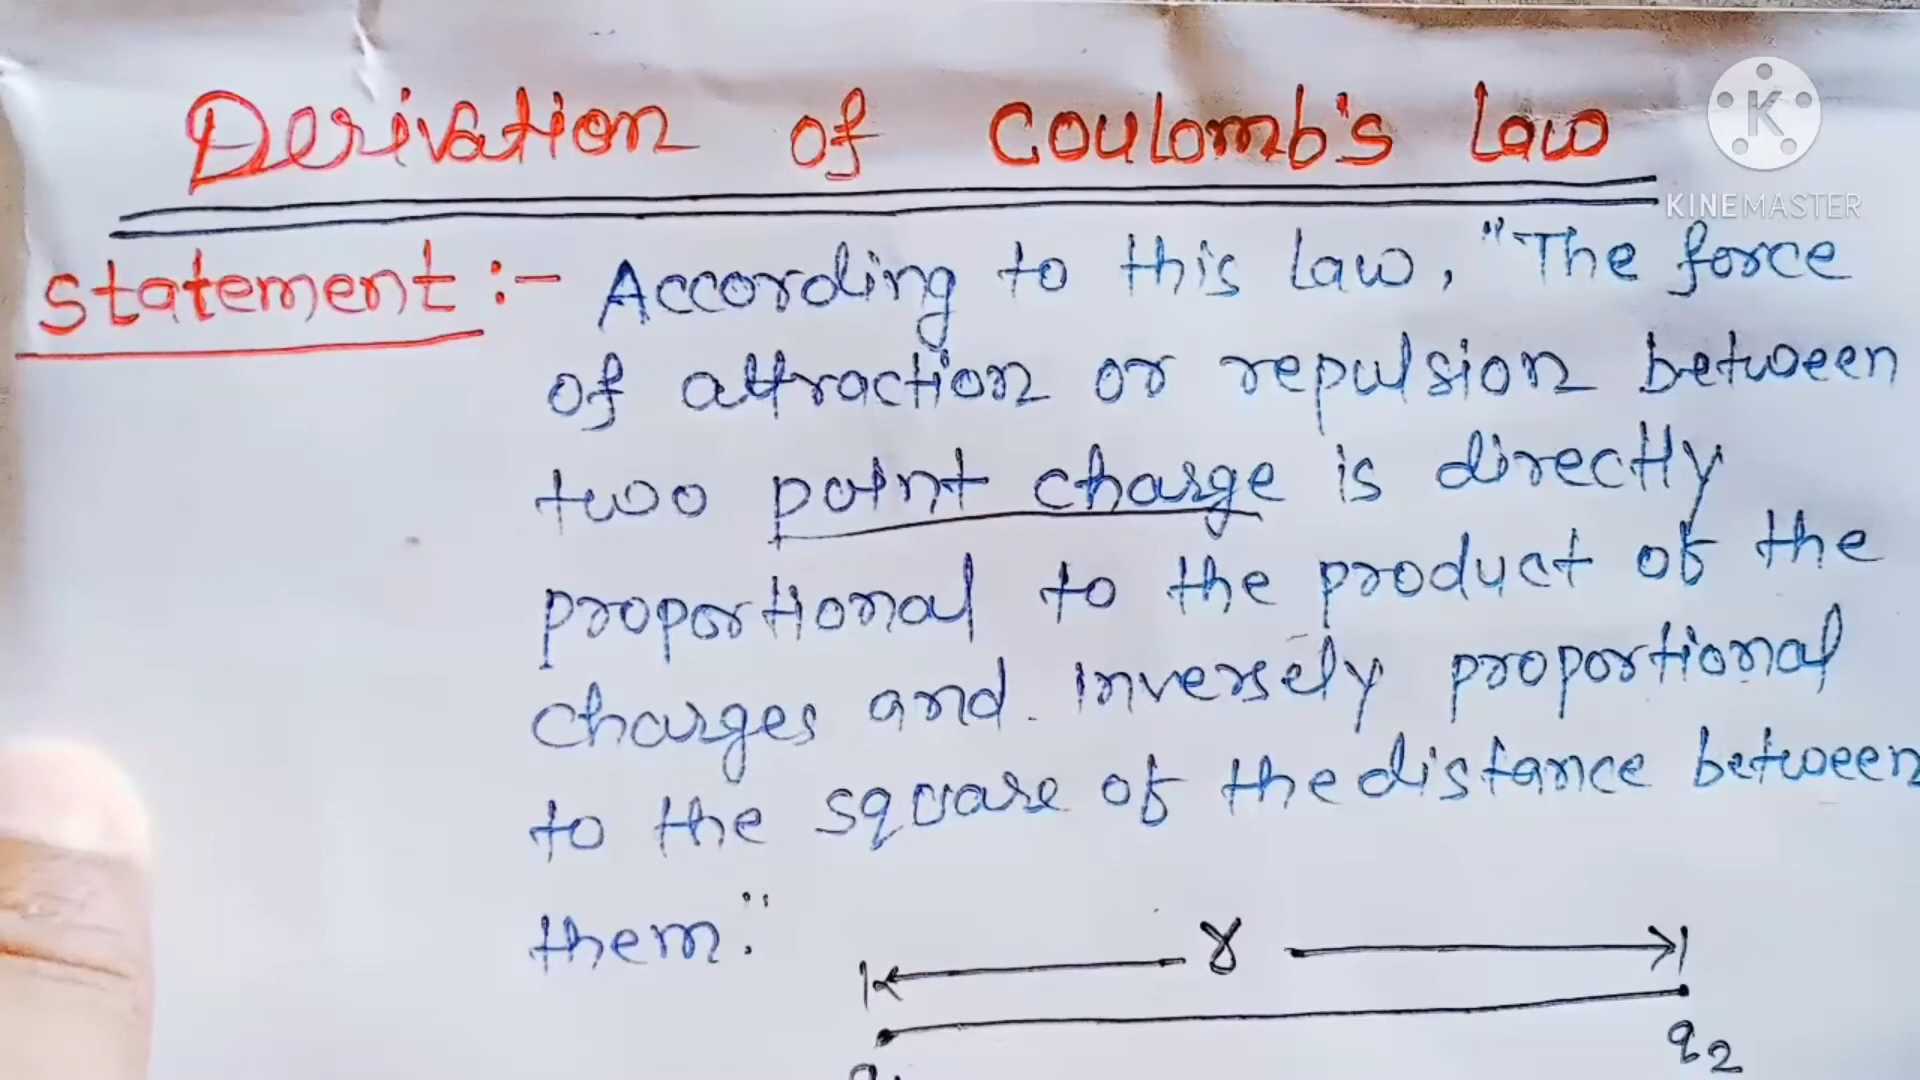 Derivation of Coulomb's Law
KINEMASTER
Statement :- According to this law, "The force
of attraction or repulsion between
two point charge is directly
proportional to the product of the
charges and inversely proportional
to the square of the distance between
them."
r
q2